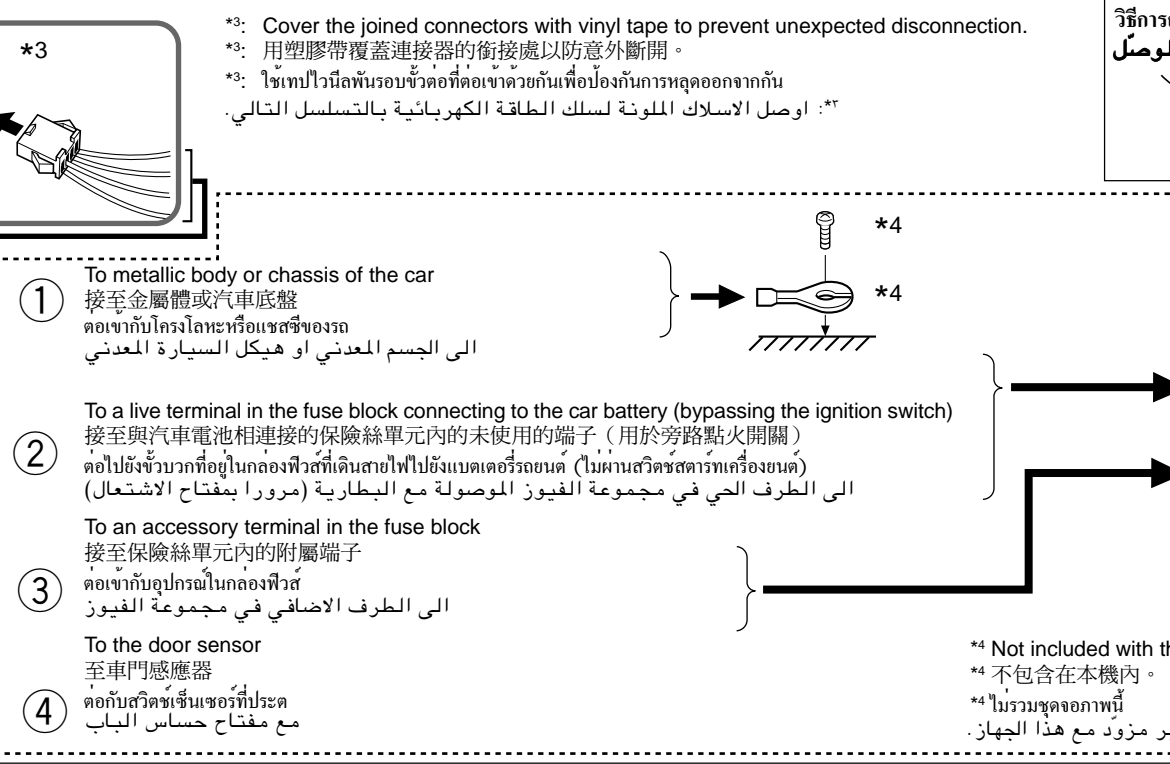 *3
*3: Cover the joined connectors with vinyl tape to prevent unexpected disconnection.
*3: 用塑膠帶覆蓋連接器的銜接處以防意外斷開。
*3: ใช้เทปไวนีลพันรอบขั้วต่อที่ต่อเข้าด้วยกันเพื่อป้องกันการหลุดออกจากกัน
*٣: اوصل الاسلاك الملونة لسلك الطاقة الكهربائية بالتسلسل التالي.
*4
*4
1 To metallic body or chassis of the car
接至金屬體或汽車底盤
ต่อเข้ากับโครงโลหะหรือแชสซีของรถ
الى الجسم المعدني او هيكل السيارة المعدني
2 To a live terminal in the fuse block connecting to the car battery (bypassing the ignition switch)
接至與汽車電池相連接的保險絲單元內的未使用的端子（用於旁路點火開關）
ต่อไปยังขั้วบวกที่อยู่ในกล่องฟิวส์ที่เดินสายไฟไปยังแบตเตอรี่รถยนต์ (ไม่ผ่านสวิตช์สตาร์ทเครื่องยนต์)
الى الطرف الحي في مجموعة الفيوز الموصولة مع البطارية (مرورا بمفتاح الاشتعال)
3 To an accessory terminal in the fuse block
接至保險絲單元內的附屬端子
ต่อเข้ากับอุปกรณ์ในกล่องฟิวส์
الى الطرف الاضافي في مجموعة الفيوز
4 To the door sensor
至車門感應器
ต่อกับสวิตช์เซ็นเซอร์ที่ประต
مع مفتاح حساس الباب
*4 Not included with
*4 不包含在本機內。
*4 ไม่รวมชุดจอภาพนี้
مزوّد مع هذا الجهاز.